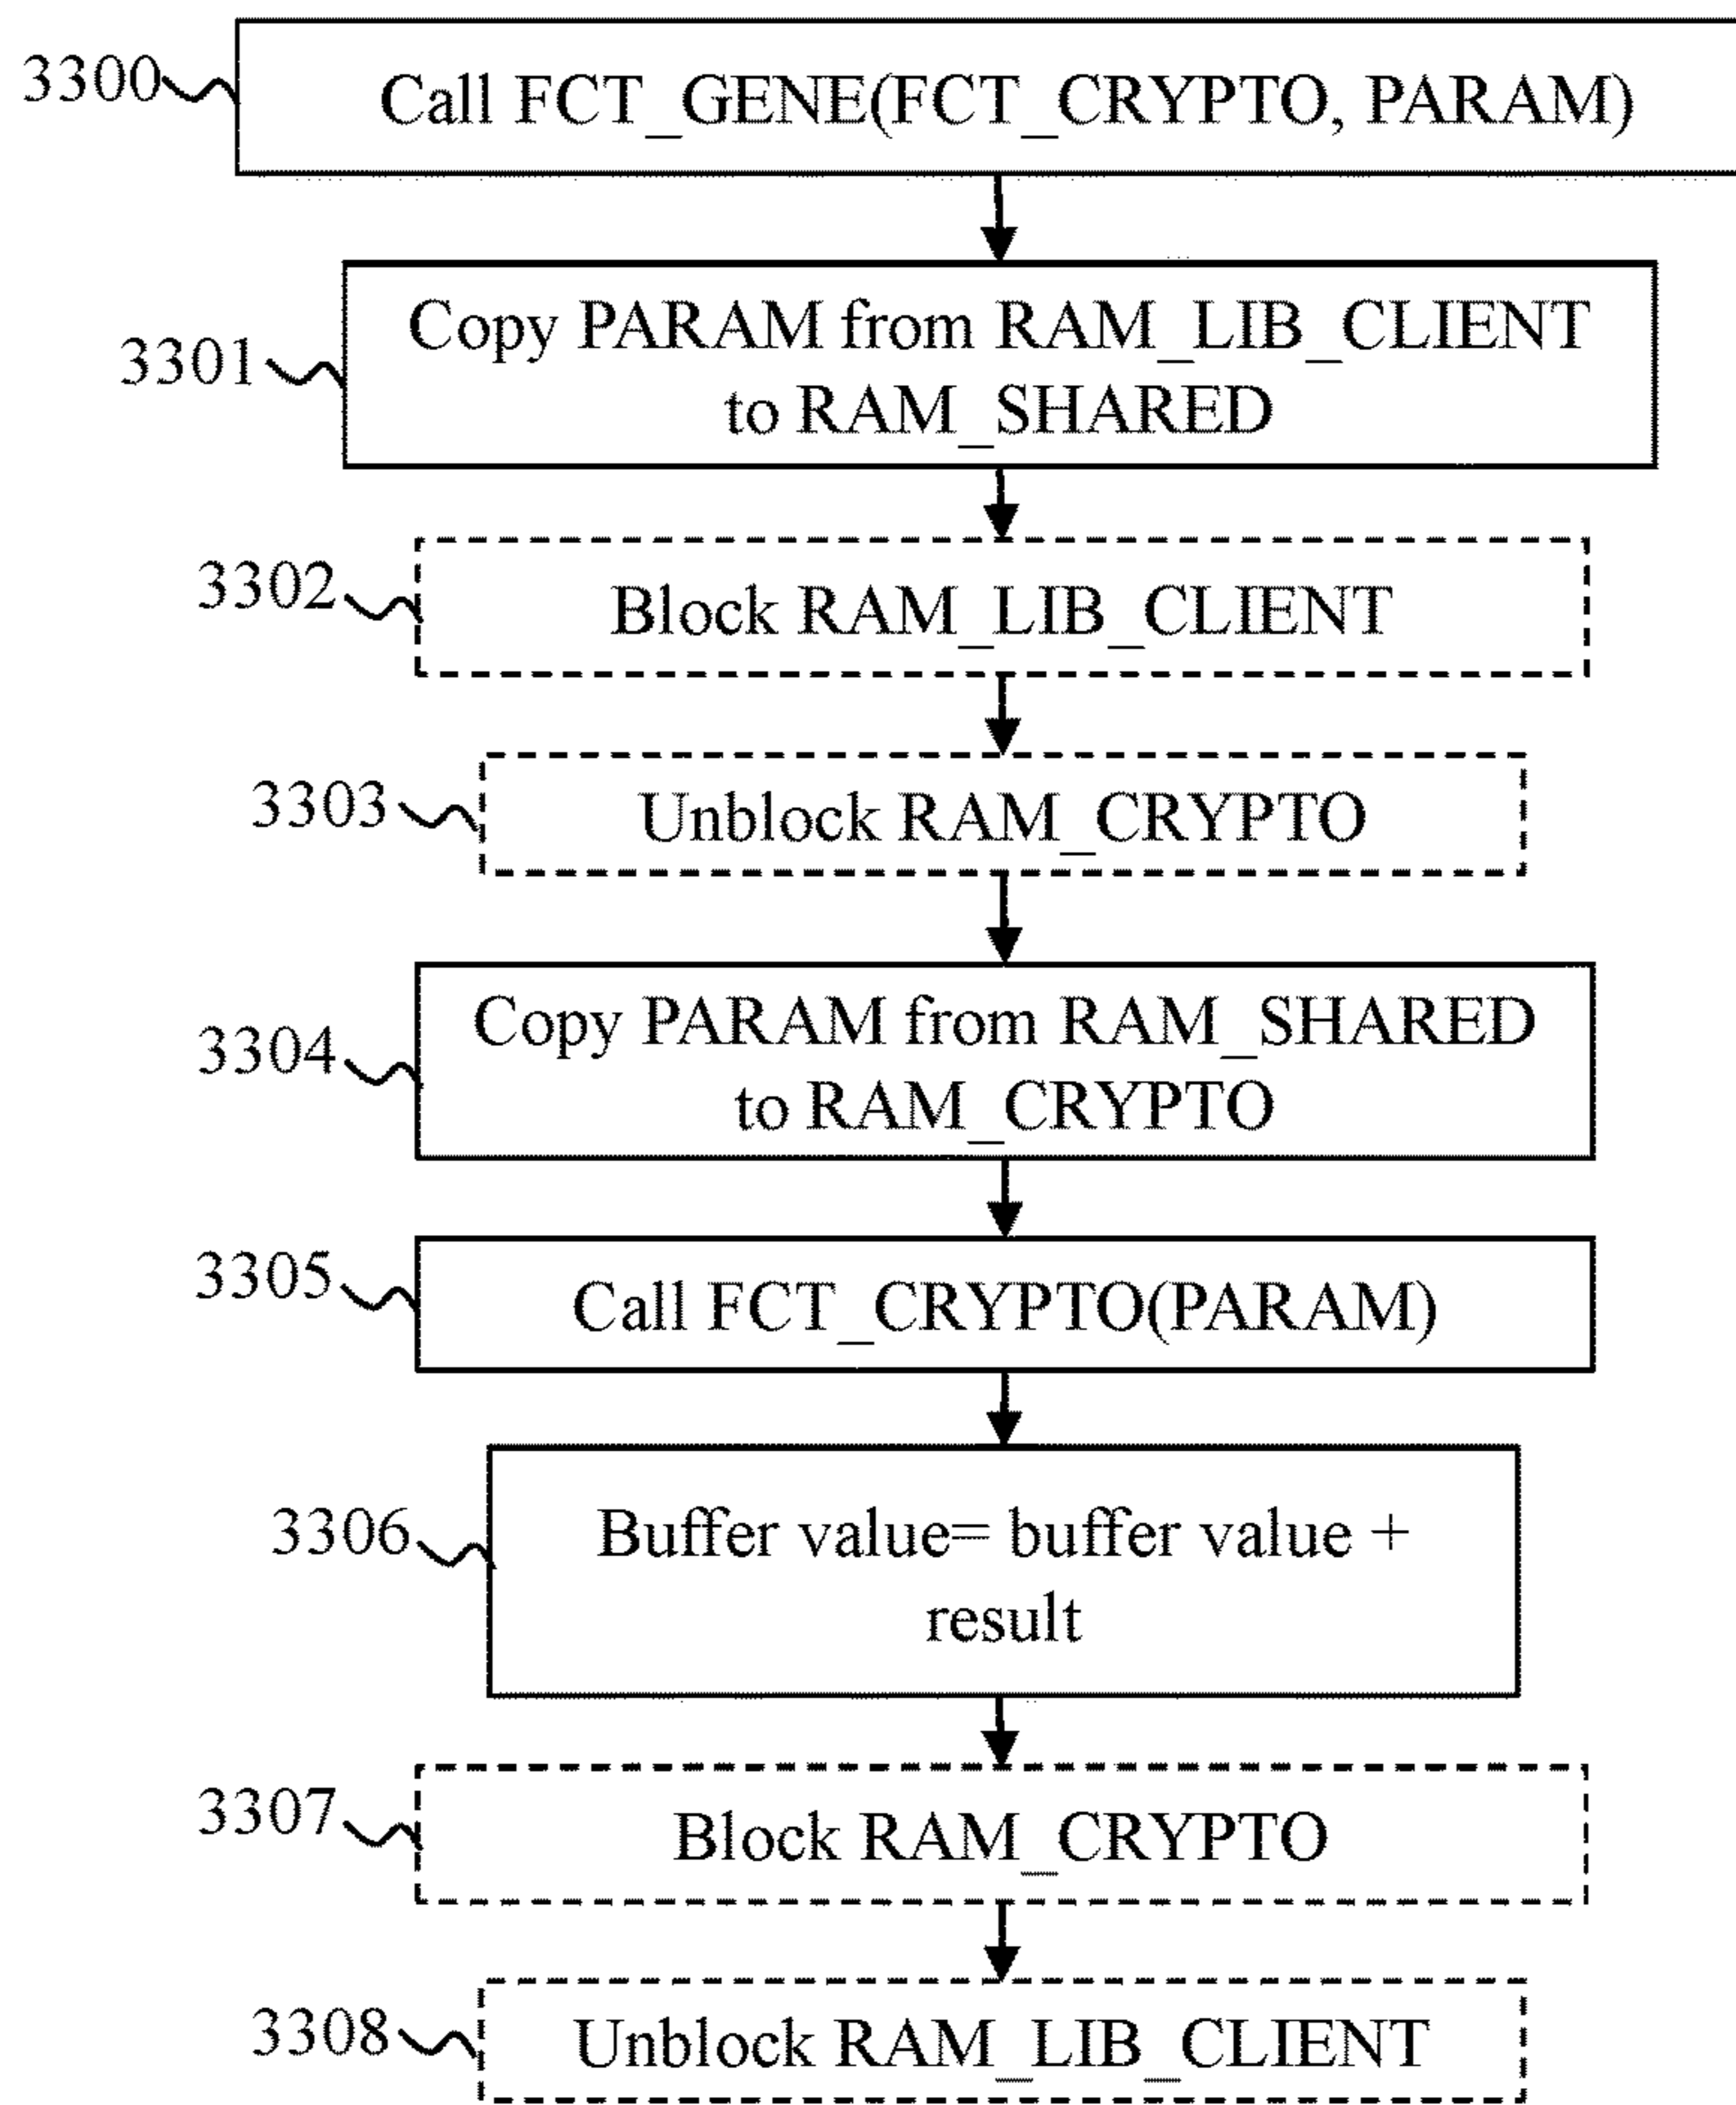 3300
Call FCT_GENE(FCT_CRYPTO, PARAM)
3301
Copy PARAM from RAM_LIB_CLIENT
to RAM_SHARED
3302
Block RAM_LIB_CLIENT
3303
Unblock RAM_CRYPTO
3304
Copy PARAM from RAM_SHARED
to RAM_CRYPTO
3305
Call FCT_CRYPTO(PARAM)
3306
Buffer value= buffer value +
result
3307
Block RAM_CRYPTO
3308
Unblock RAM_LIB_CLIENT